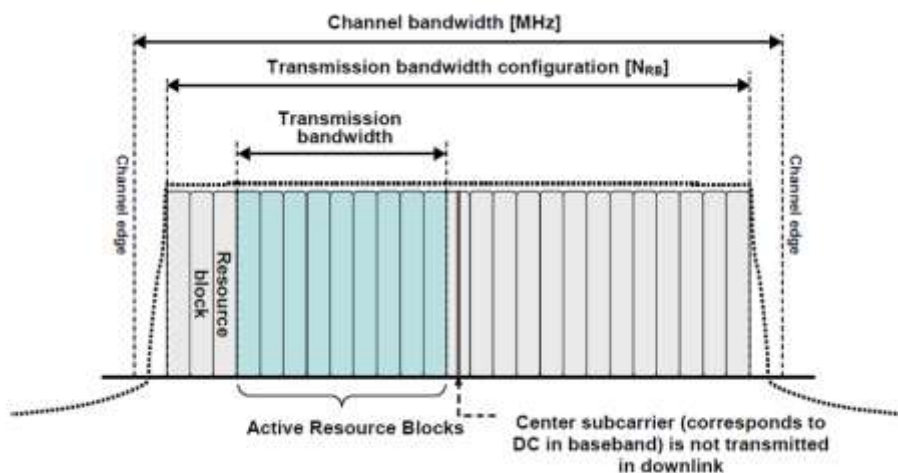 Channel bandwidth [MHz]
Transmission bandwidth configuration [NRB]
Transmission
bandwidth
Channel edge
Channel edge
Resource
block
Active Resource Blocks
Center subcarrier (corresponds to
DC in baseband) is not transmitted
in downlink